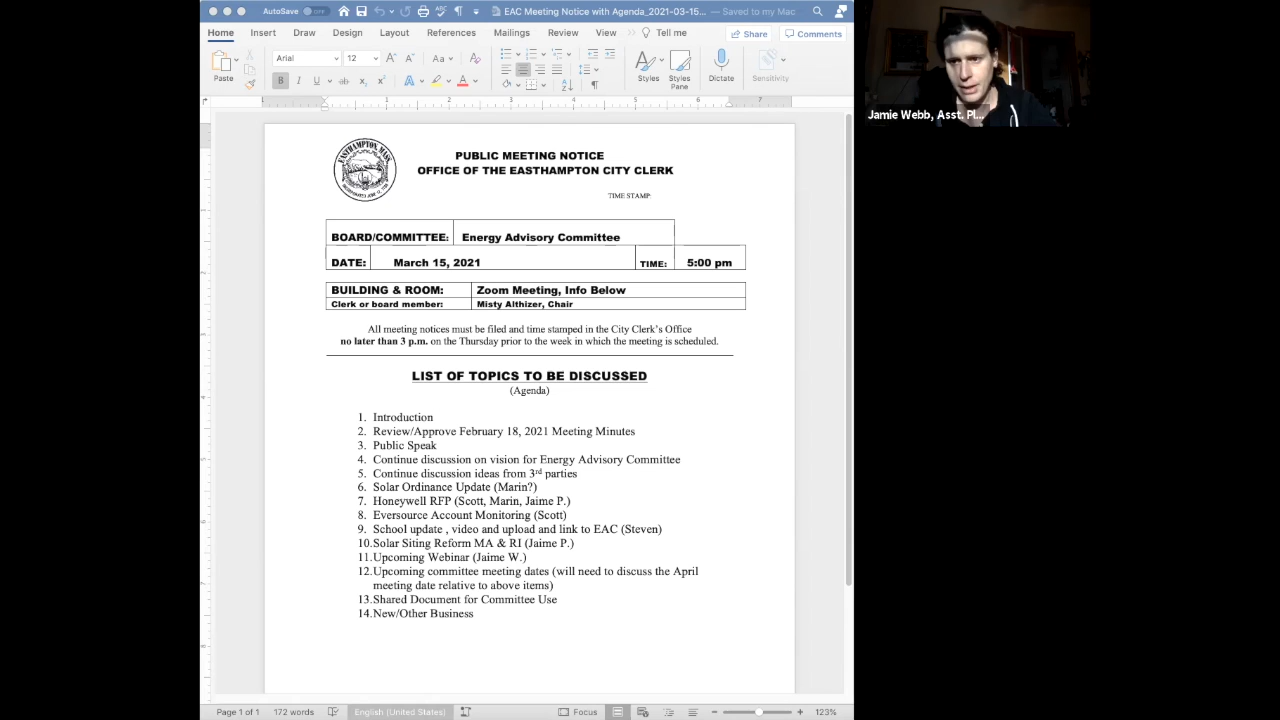 AutoSave OFF
EAC Meeting Notice with Agenda_2021-03-15... — Saved to my Mac
Home Insert Draw Design Layout References Mailings Review View Tell me Share Comments
Paste Arial 12 Styles Styles Pane Dictate Sensitivity
Jamie Webb, Asst. Pl...
EASTHAMPTON MASS
PUBLIC MEETING NOTICE
OFFICE OF THE EASTHAMPTON CITY CLERK
TIME STAMP:
BOARD/COMMITTEE: Energy Advisory Committee
DATE: March 15, 2021 TIME: 5:00 pm
BUILDING & ROOM: Zoom Meeting, Info Below
Clerk or board member: Misty Althizer, Chair
All meeting notices must be filed and time stamped in the City Clerk's Office
no later than 3 p.m. on the Thursday prior to the week in which the meeting is scheduled.
LIST OF TOPICS TO BE DISCUSSED
(Agenda)
1. Introduction
2. Review/Approve February 18, 2021 Meeting Minutes
3. Public Speak
4. Continue discussion on vision for Energy Advisory Committee
5. Continue discussion ideas from 3rd parties
6. Solar Ordinance Update (Marin?)
7. Honeywell RFP (Scott, Marin, Jaime P.)
8. Eversource Account Monitoring (Scott)
9. School update , video and upload and link to EAC (Steven)
10. Solar Siting Reform MA & RI (Jaime P.)
11. Upcoming Webinar (Jaime W.)
12. Upcoming committee meeting dates (will need to discuss the April
meeting date relative to above items)
13. Shared Document for Committee Use
14. New/Other Business
Page 1 of 1 172 words English (United States) Focus 123%